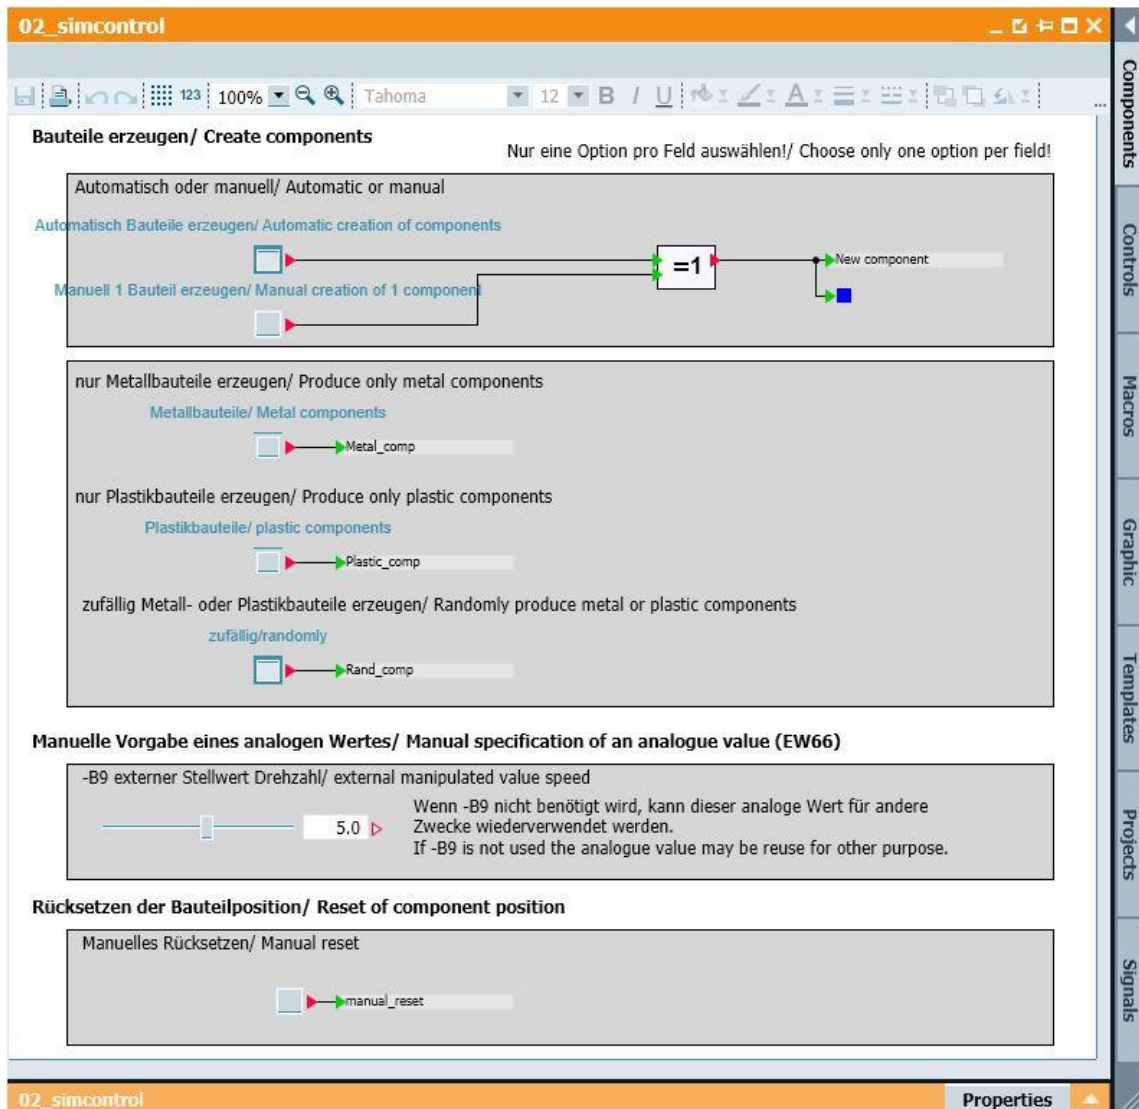 02_simcontrol
123
100%
Tahoma
12
B I U
A
...
Bauteile erzeugen/ Create components
Nur eine Option pro Feld auswählen!/ Choose only one option per field!
Automatisch oder manuell/ Automatic or manual
Automatisch Bauteile erzeugen/ Automatic creation of components
=1
New component
Manuell 1 Bauteil erzeugen/ Manual creation of 1 component
nur Metallbauteile erzeugen/ Produce only metal components
Metallbauteile/ Metal components
Metal_comp
nur Plastikbauteile erzeugen/ Produce only plastic components
Plastikbauteile/ plastic components
Plastic_comp
zufällig Metall- oder Plastikbauteile erzeugen/ Randomly produce metal or plastic components
zufällig/randomly
Rand_comp
Manuelle Vorgabe eines analogen Wertes/ Manual specification of an analogue value (EW66)
-B9 externer Stellwert Drehzahl/ external manipulated value speed
5.0
Wenn -B9 nicht benötigt wird, kann dieser analoge Wert für andere
Zwecke wiederverwendet werden.
If -B9 is not used the analogue value may be reuse for other purpose.
Rücksetzen der Bauteilposition/ Reset of component position
Manuelles Rücksetzen/ Manual reset
manual_reset
02_simcontrol
Properties
Components
Controls
Macros
Graphic
Templates
Projects
Signals